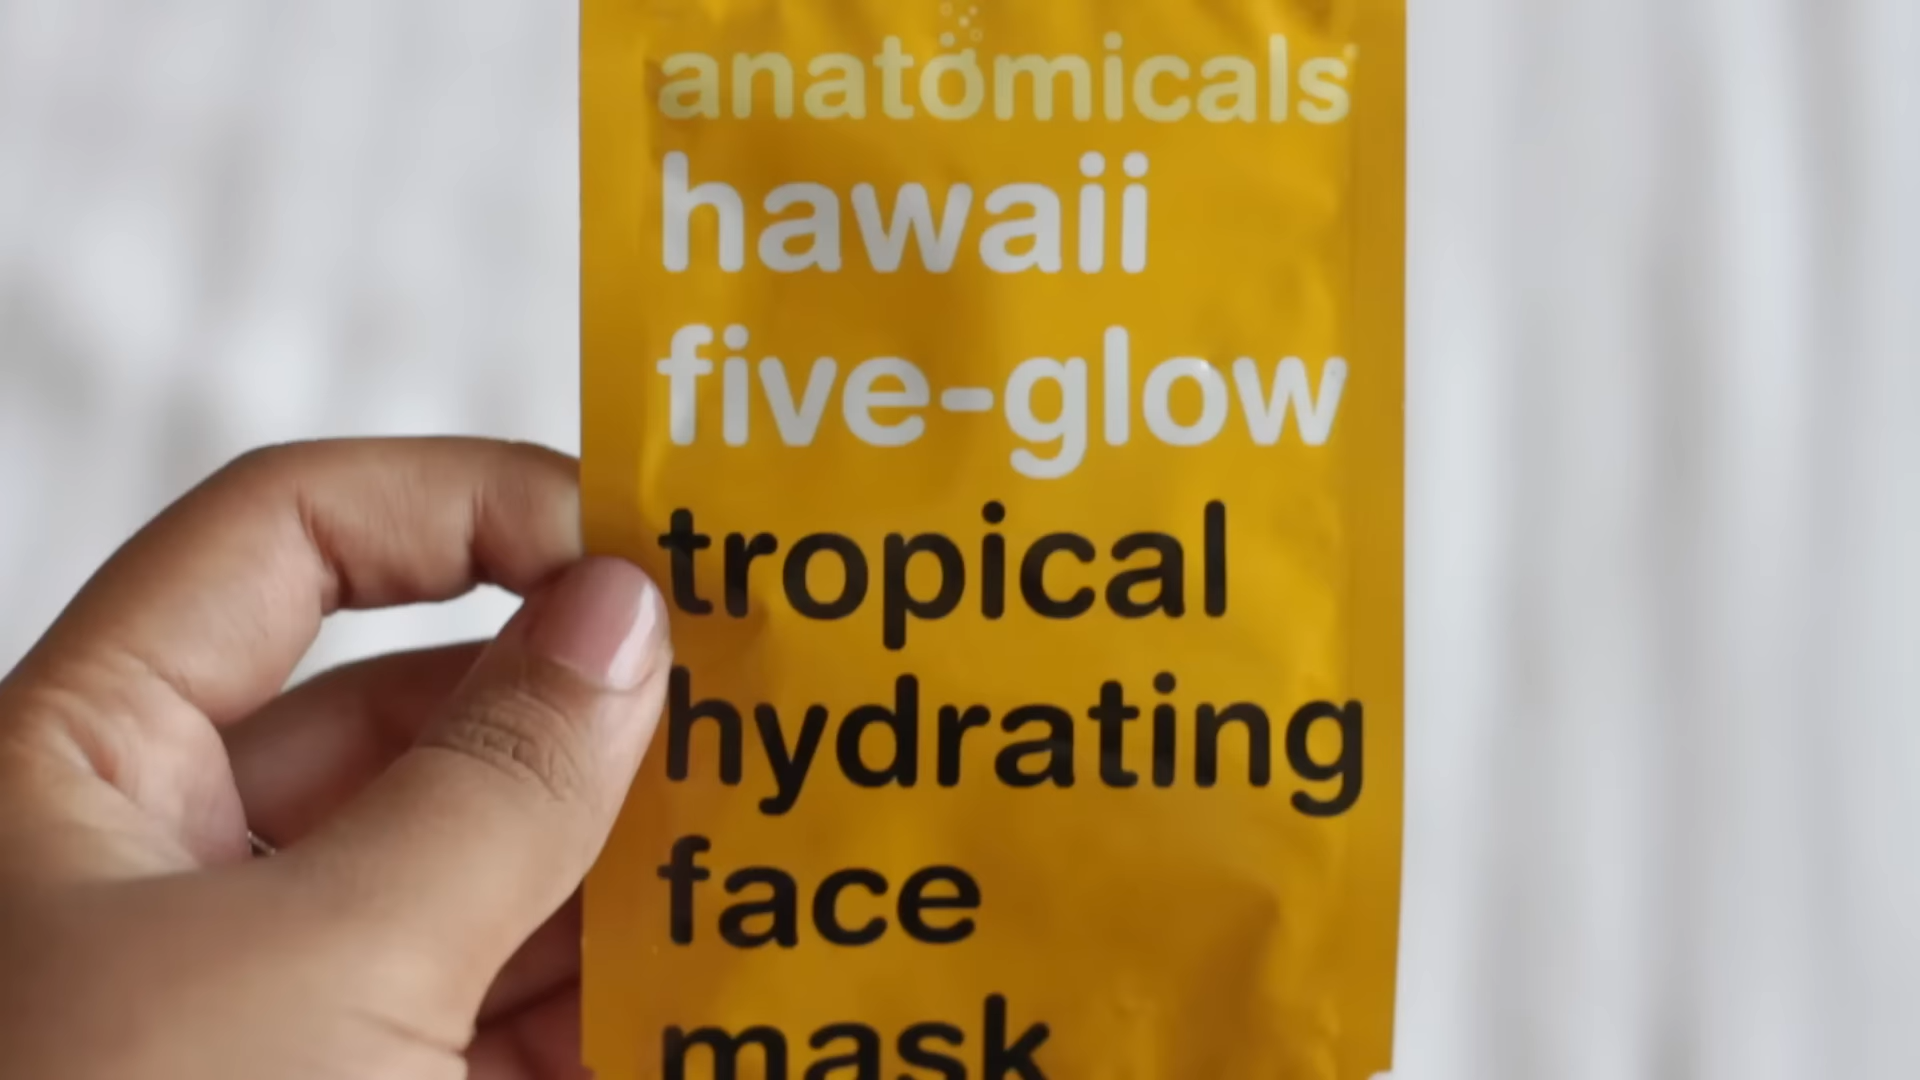 anatomicals
hawaii
five-glow
tropical
hydrating
face
mask